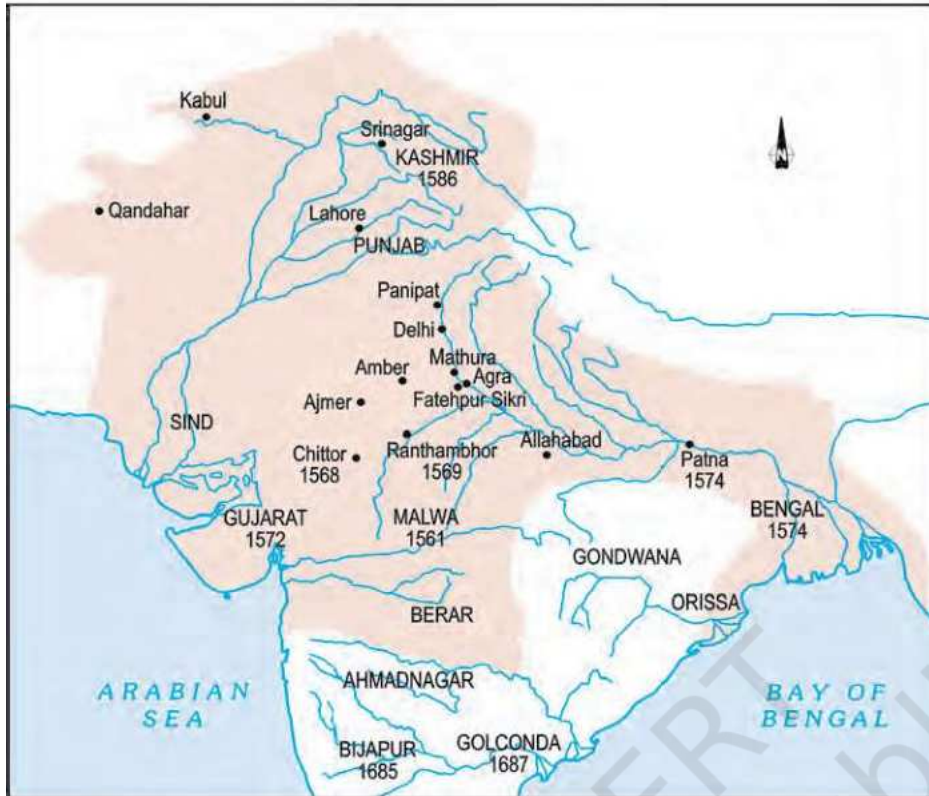 Kabul
Srinagar
KASHMIR
1586
N
Qandahar
Lahore
PUNJAB
Panipat
Delhi
Mathura
Amber
Agra
Fatehpur Sikri
Ajmer
SIND
Ranthambhor
1569
Allahabad
Chittor
1568
Patna
1574
GUJARAT
1572
MALWA
1561
BENGAL
1574
GONDWANA
ORISSA
BERAR
AHMADNAGAR
ARABIAN
SEA
BAY OF
BENGAL
BIJAPUR
1685
GOLCONDA
1687